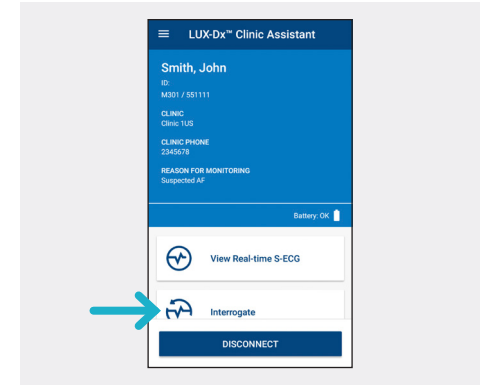 LUX-Dx™ Clinic Assistant
Smith, John
ID:
M301 / 551111
CLINIC
Clinic 1US
CLINIC PHONE
2345678
REASON FOR MONITORING
Suspected AF
Battery: OK
View Real-time S-ECG
Interrogate
DISCONNECT